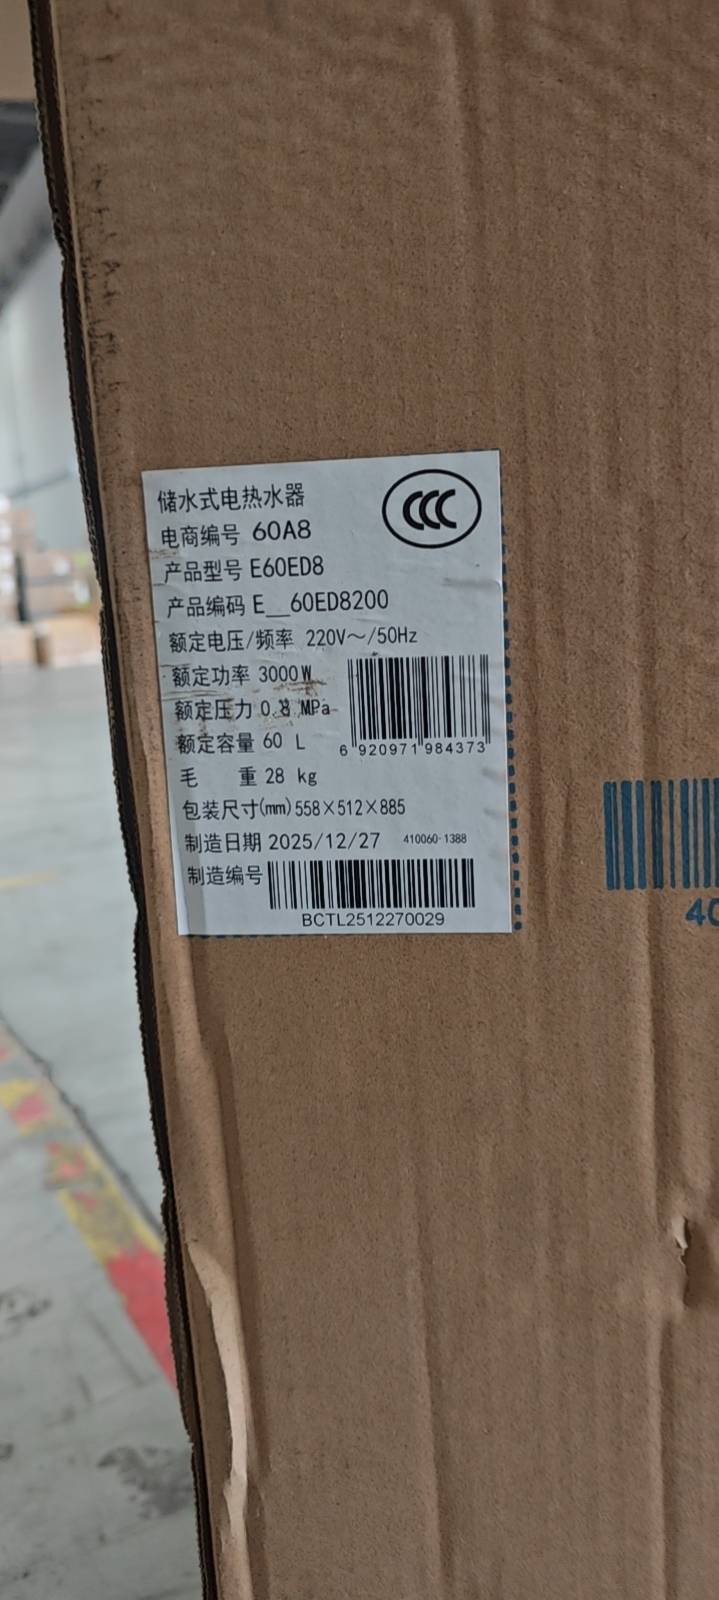 储水式电热水器
CCC
电商编号 60A8
产品型号 E60ED8
产品编码 E__60ED8200
额定电压/频率 220V～/50Hz
额定功率 3000W
额定压力 0.8 MPa
额定容量 60 L
6 920971 984373
毛 重 28 kg
包装尺寸(mm) 558×512×885
制造日期 2025/12/27 410060-1388
制造编号
BCTL2512270029